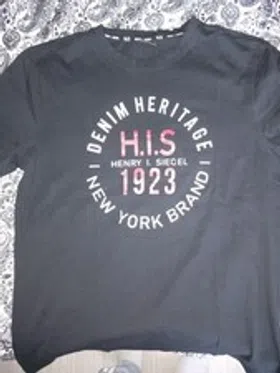 DENIM HERITAGE
H.I.S
HENRY I. SIEGEL
1923
NEW YORK BRAND